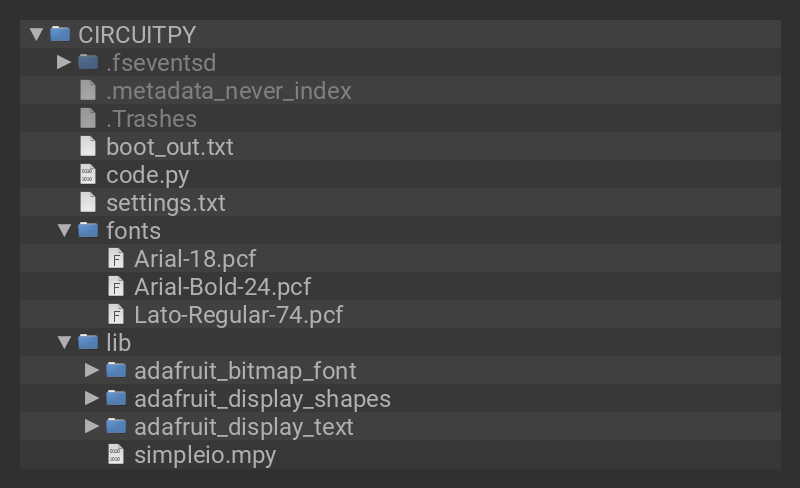 CIRCUITPY
.fseventsd
.metadata_never_index
.Trashes
boot_out.txt
code.py
settings.txt
fonts
Arial-18.pcf
Arial-Bold-24.pcf
Lato-Regular-74.pcf
lib
adafruit_bitmap_font
adafruit_display_shapes
adafruit_display_text
simpleio.mpy